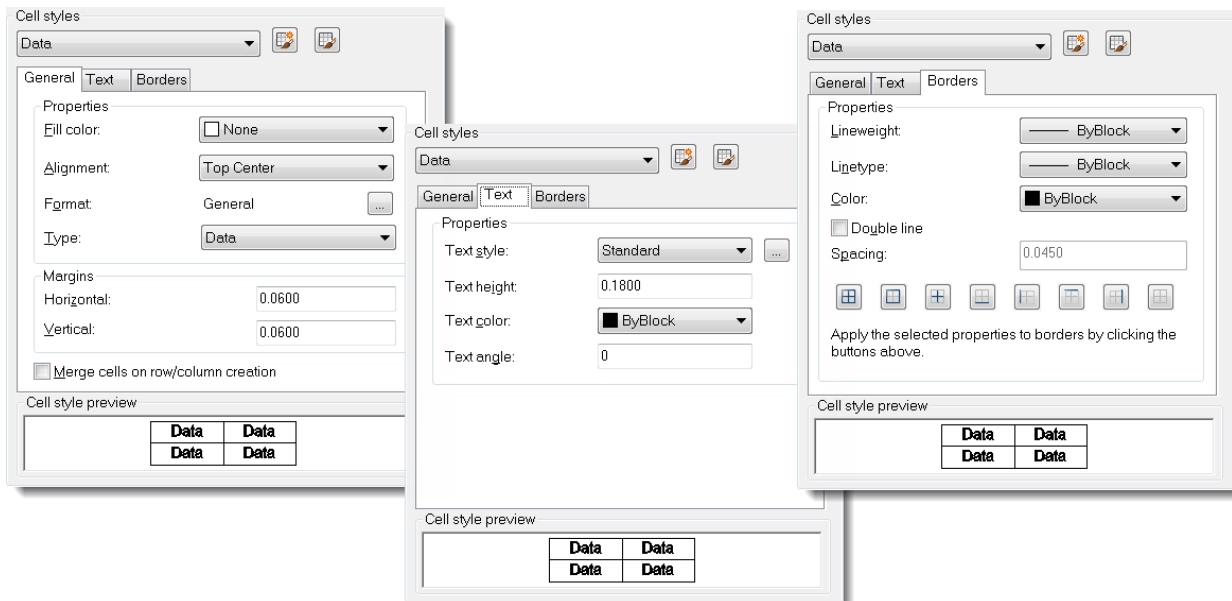 Cell styles
Data
General Text Borders
Properties
Fill color: None
Alignment: Top Center
Format: General ...
Type: Data
Margins
Horizontal: 0.0600
Vertical: 0.0600
Merge cells on row/column creation
Cell style preview
Data Data
Data Data
Cell styles
Data
General Text Borders
Properties
Text style: Standard ...
Text height: 0.1800
Text color: ByBlock
Text angle: 0
Cell style preview
Data Data
Data Data
Cell styles
Data
General Text Borders
Properties
Lineweight: ByBlock
Linetype: ByBlock
Color: ByBlock
Double line
Spacing: 0.0450
Apply the selected properties to borders by clicking the
buttons above.
Cell style preview
Data Data
Data Data